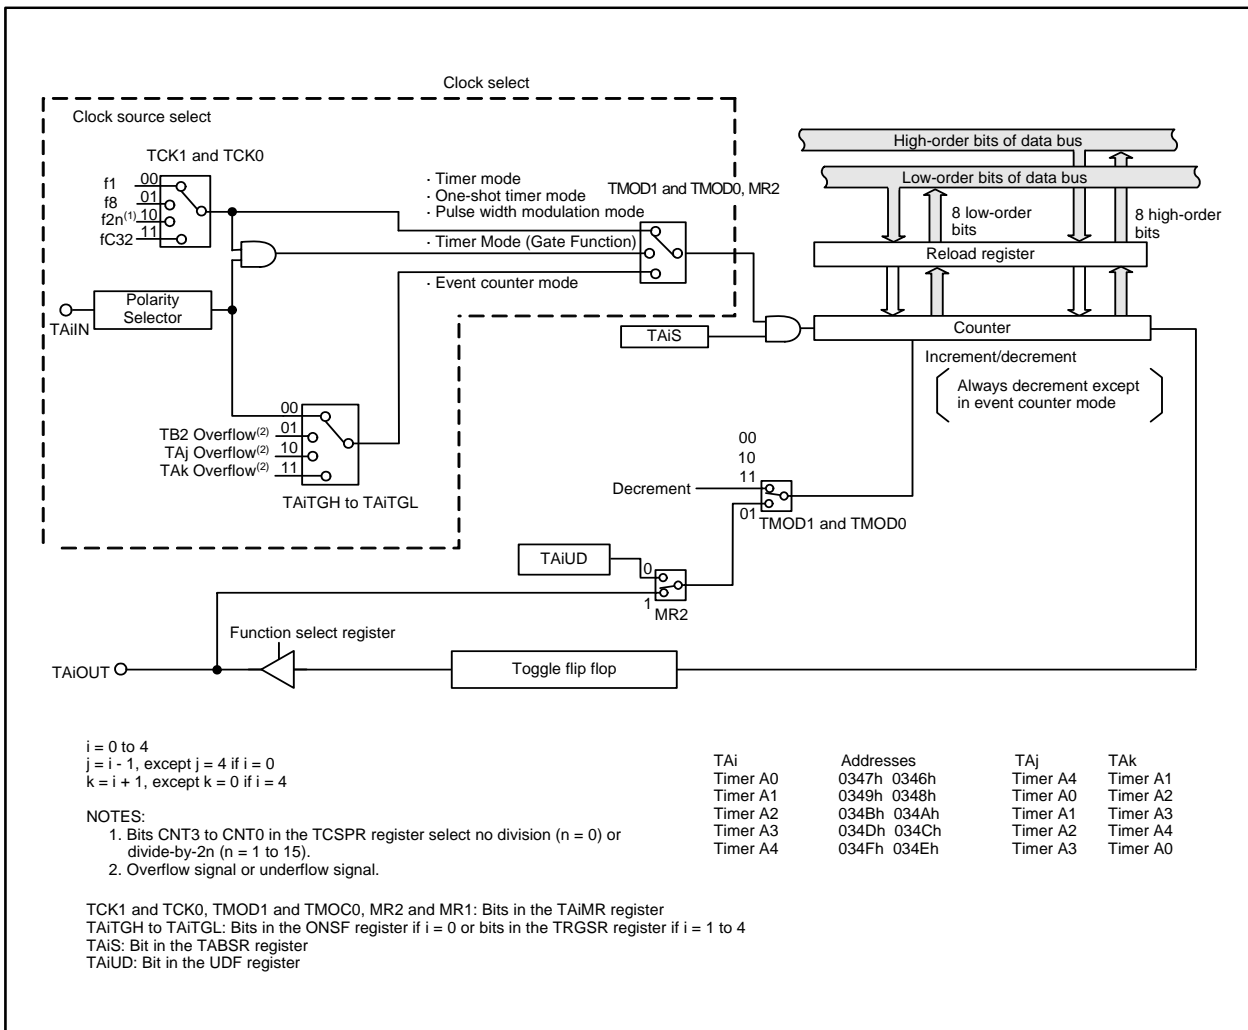 Clock select
Clock source select
TCK1 and TCK0
f1 00
f8 01
f2n(1) 10
fC32 11
· Timer mode
· One-shot timer mode
· Pulse width modulation mode
TMOD1 and TMOD0, MR2
· Timer Mode (Gate Function)
· Event counter mode
Polarity
Selector
TAiIN
High-order bits of data bus
Low-order bits of data bus
8 low-order
bits
8 high-order
bits
Reload register
TAiS
Counter
Increment/decrement
Always decrement except
in event counter mode
00
TB2 Overflow(2) 01
TAj Overflow(2) 10
TAk Overflow(2) 11
TAiTGH to TAiTGL
00
10
11
Decrement
01
TMOD1 and TMOD0
TAiUD
0
1
MR2
Function select register
TAiOUT
Toggle flip flop
i = 0 to 4
j = i - 1, except j = 4 if i = 0
k = i + 1, except k = 0 if i = 4
TAi Addresses TAj TAk
Timer A0 0347h 0346h Timer A4 Timer A1
Timer A1 0349h 0348h Timer A0 Timer A2
Timer A2 034Bh 034Ah Timer A1 Timer A3
Timer A3 034Dh 034Ch Timer A2 Timer A4
Timer A4 034Fh 034Eh Timer A3 Timer A0
NOTES:
1. Bits CNT3 to CNT0 in the TCSPR register select no division (n = 0) or
divide-by-2n (n = 1 to 15).
2. Overflow signal or underflow signal.
TCK1 and TCK0, TMOD1 and TMOC0, MR2 and MR1: Bits in the TAiMR register
TAiTGH to TAiTGL: Bits in the ONSF register if i = 0 or bits in the TRGSR register if i = 1 to 4
TAiS: Bit in the TABSR register
TAiUD: Bit in the UDF register